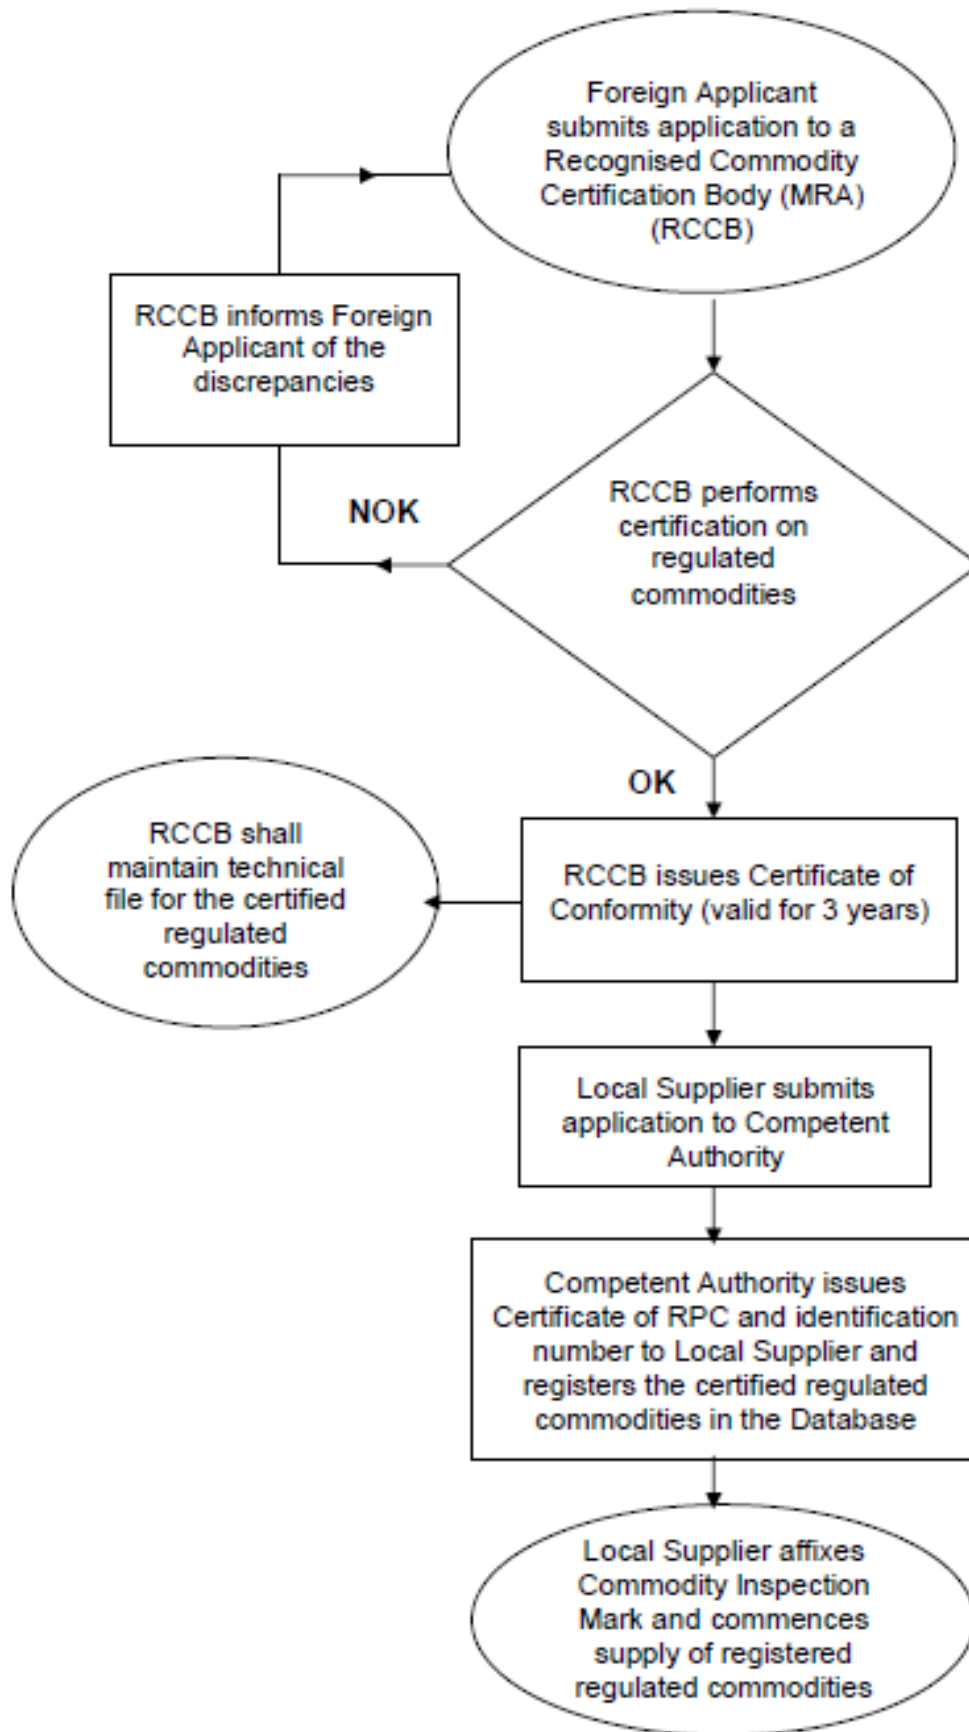 Foreign Applicant
submits application to a
Recognised Commodity
Certification Body (MRA)
(RCCB)
RCCB informs Foreign
Applicant of the
discrepancies
NOK
RCCB performs
certification on
regulated
commodities
OK
RCCB shall
maintain technical
file for the certified
regulated
commodities
RCCB issues Certificate of
Conformity (valid for 3 years)
Local Supplier submits
application to Competent
Authority
Competent Authority issues
Certificate of RPC and identification
number to Local Supplier and
registers the certified regulated
commodities in the Database
Local Supplier affixes
Commodity Inspection
Mark and commences
supply of registered
regulated commodities